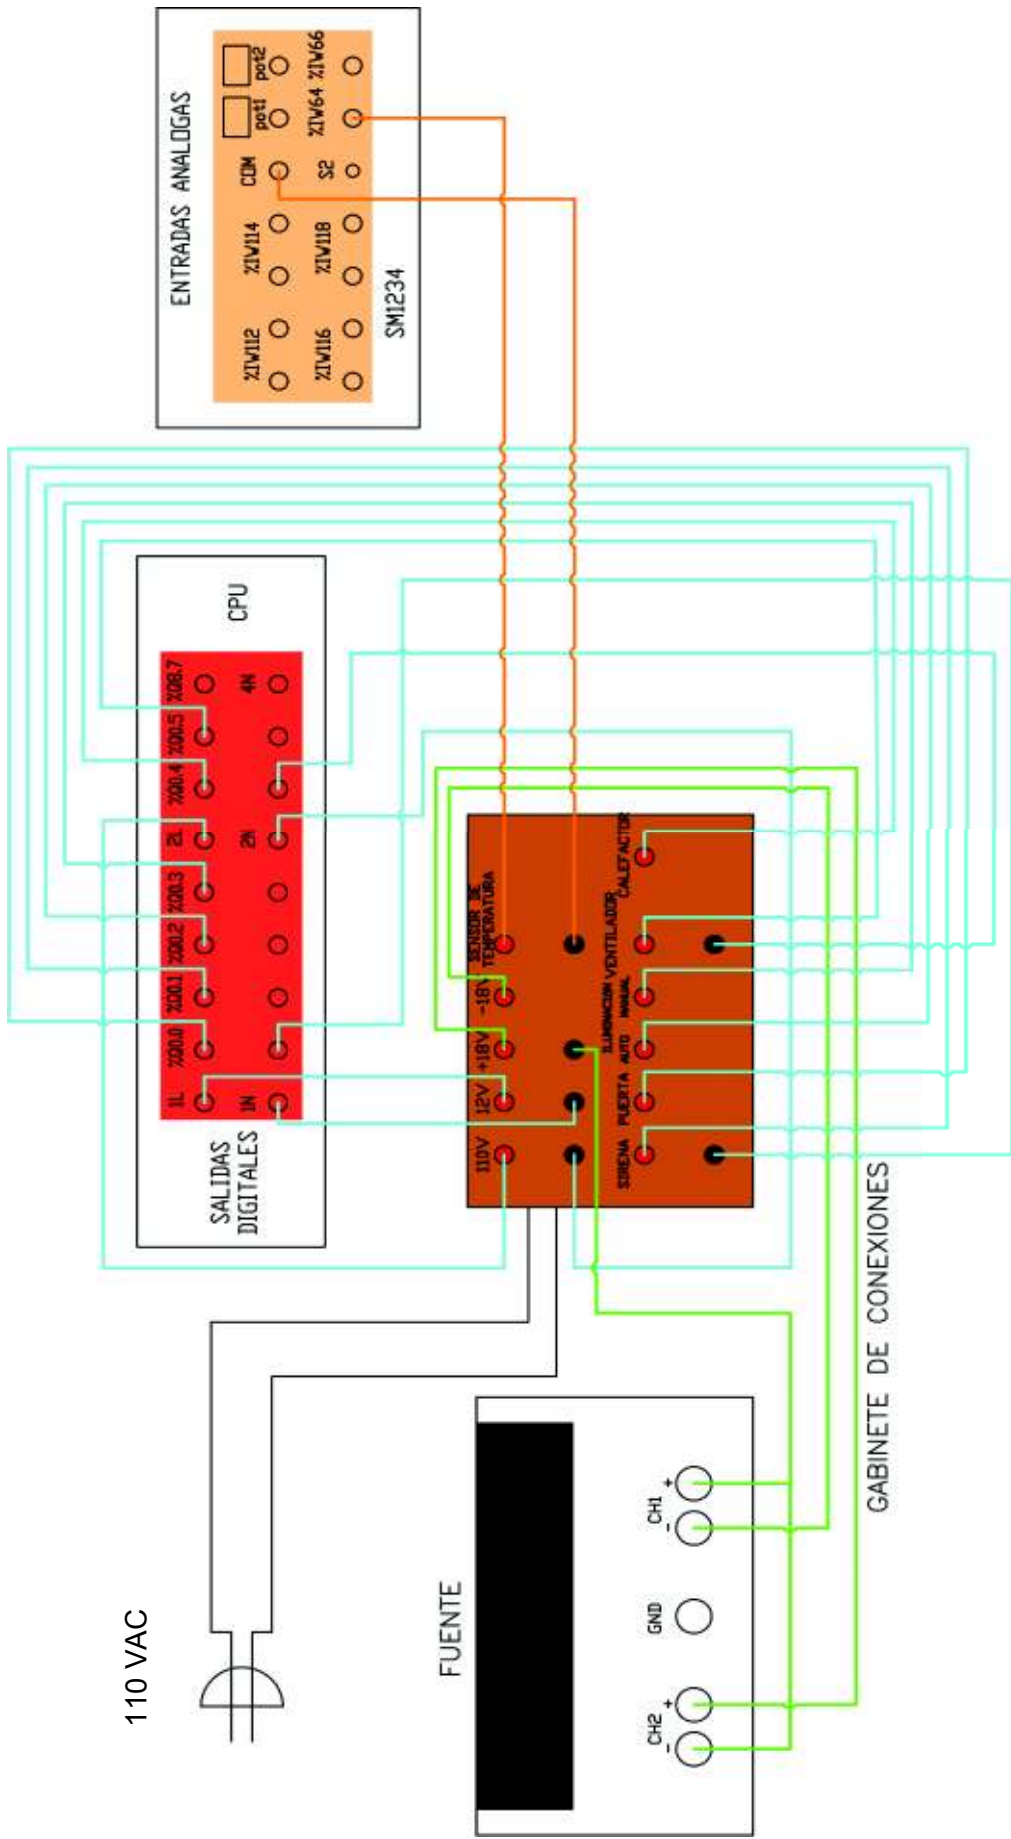 110 VAC
FUENTE
CH2
-
+
GND
CH1
-
+
GABINETE DE CONEXIONES
110V
12V
+18V
-18V
SENSOR DE
TEMPERATURA
ILUMINACION
SIRENA
PUERTA
AUTO
MANUAL
VENTILADOR
CALEFACTOR
SALIDAS
DIGITALES
CPU
1L
%Q0.0
%Q0.1
%Q0.2
%Q0.3
2L
%Q0.4
%Q0.5
%Q8.7
1N
2N
4N
ENTRADAS ANALOGAS
%IW112
%IW114
COM
pot1
pot2
%IW116
%IW118
S2
%IW64
%IW66
SM1234